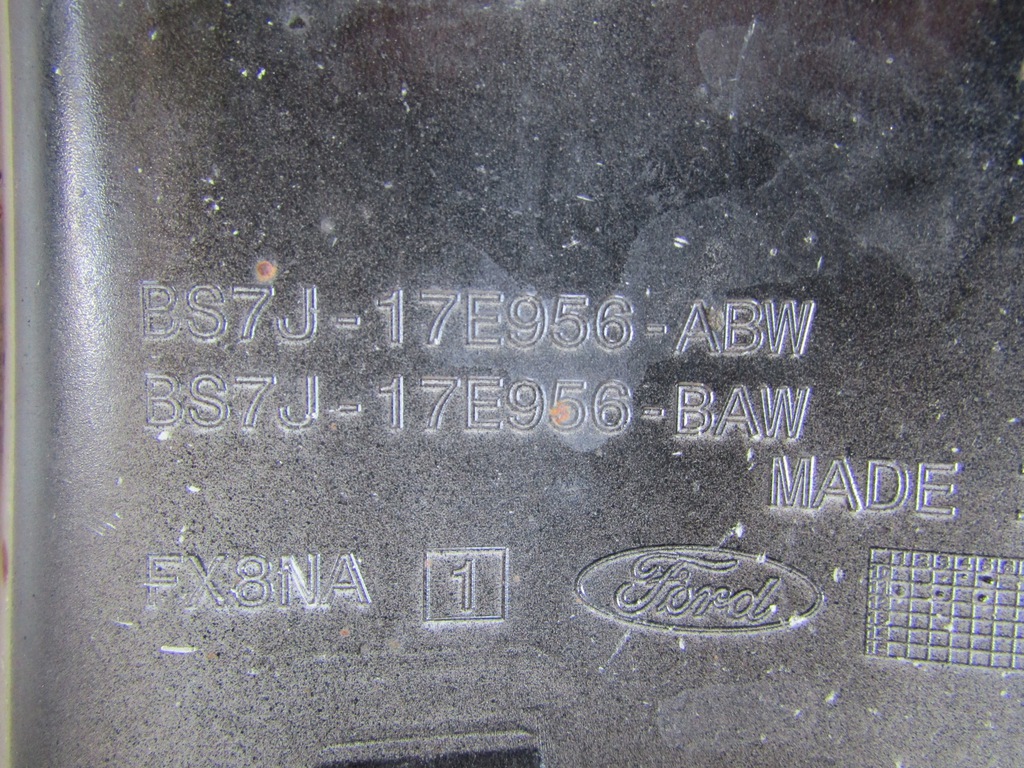 BS7J-17E956-ABW
BS7J-17E956-BAW
MADE
FX8NA 1 Ford